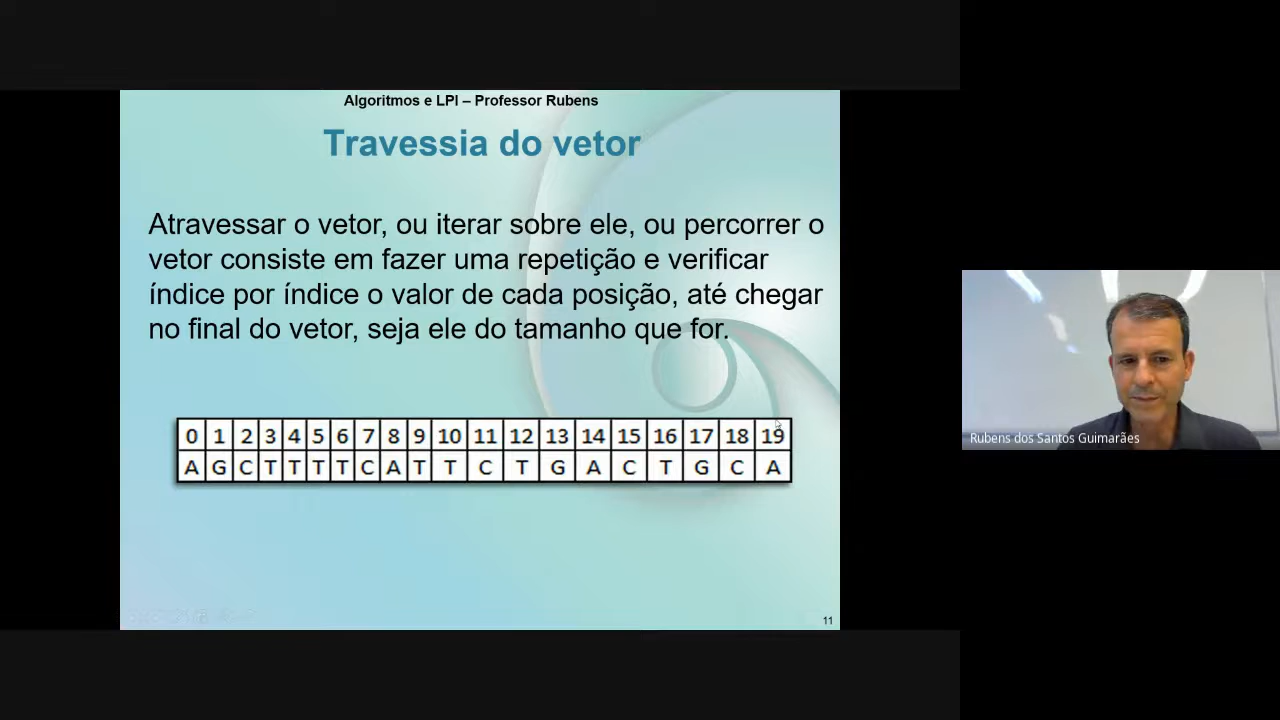 Algoritmos e LPI – Professor Rubens
Travessia do vetor
Atravessar o vetor, ou iterar sobre ele, ou percorrer o
vetor consiste em fazer uma repetição e verificar
índice por índice o valor de cada posição, até chegar
no final do vetor, seja ele do tamanho que for.
0 1 2 3 4 5 6 7 8 9 10 11 12 13 14 15 16 17 18 19
A G C T T T T C A T T C T G A C T G C A
Rubens dos Santos Guimarães
11